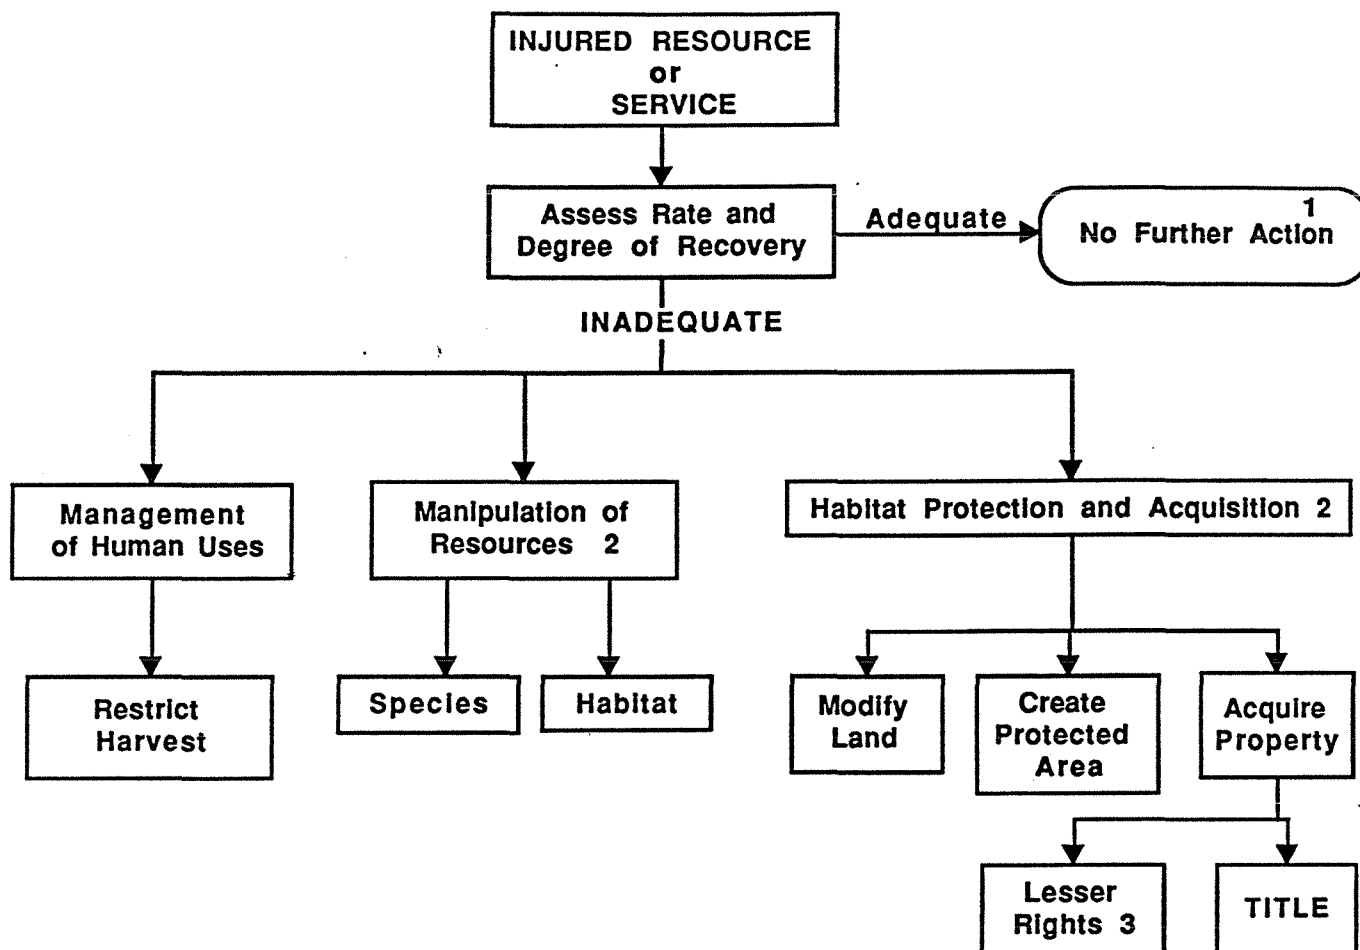 INJURED RESOURCE
or
SERVICE
Assess Rate and
Degree of Recovery
Adequate
1
No Further Action
INADEQUATE
Management
of Human Uses
Manipulation of
Resources 2
Habitat Protection and Acquisition 2
Restrict
Harvest
Species
Habitat
Modify
Land
Create
Protected
Area
Acquire
Property
Lesser
Rights 3
TITLE